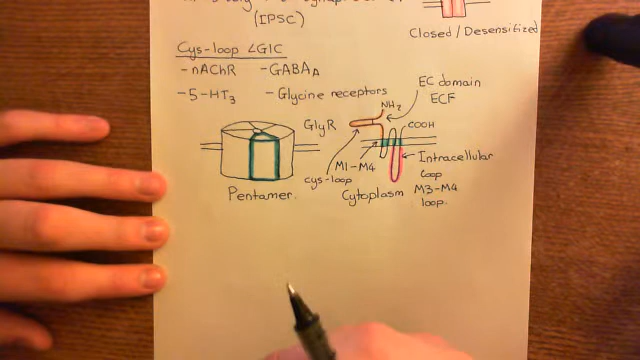 (IPSC)
Closed/Desensitized
Cys-loop LGIC
- nAChR - GABAA
- 5-HT3 - Glycine receptors
EC domain
ECF
NH2
GlyR
COOH
M1-M4
cys-loop
Intracellular
loop
M3-M4
loop.
Cytoplasm
Pentamer.